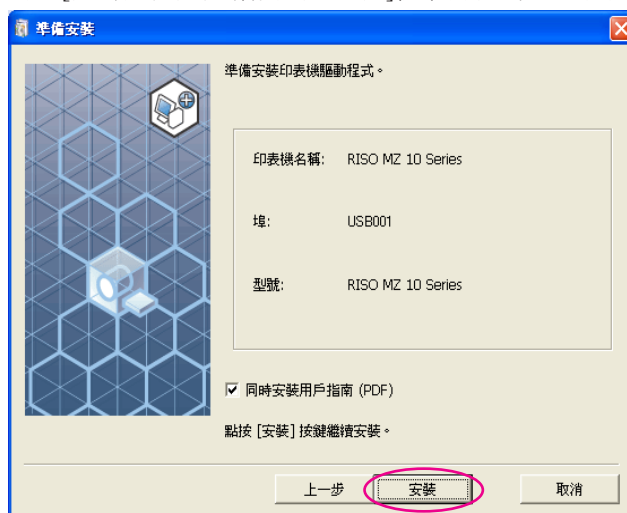 準備安裝
準備安裝印表機驅動程式。
印表機名稱: RISO MZ 10 Series
埠: USB001
型號: RISO MZ 10 Series
同時安裝用戶指南 (PDF)
點按 [安裝] 按鍵繼續安裝。
上一步 安裝 取消